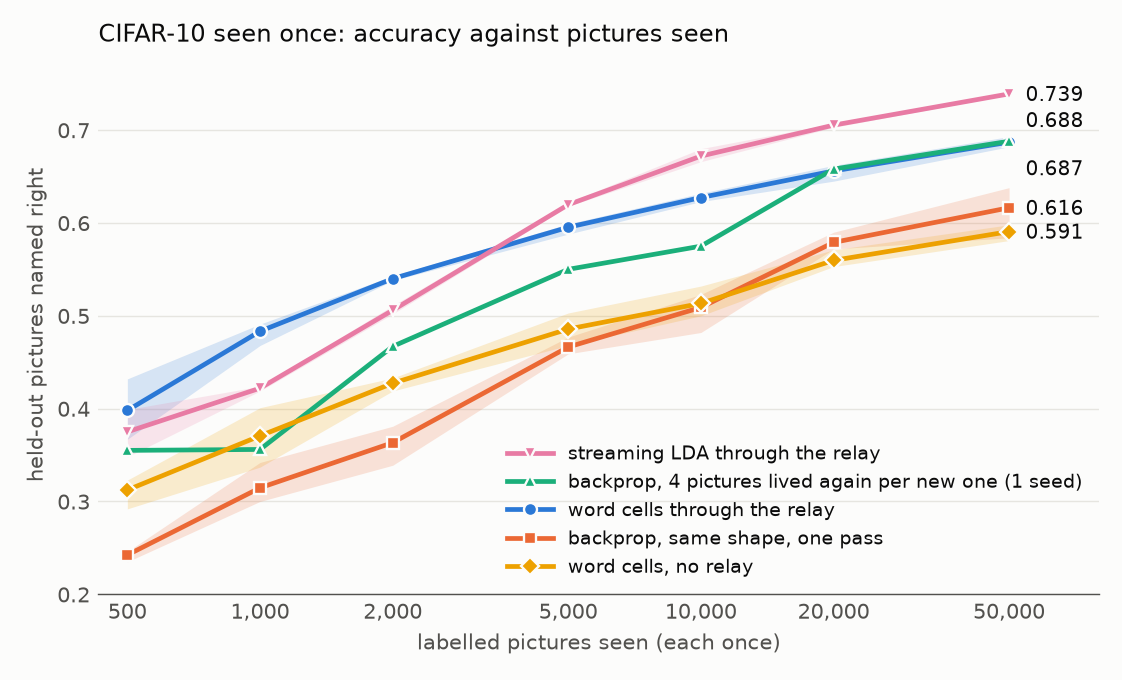 CIFAR-10 seen once: accuracy against pictures seen
held-out pictures named right
0.7
0.6
0.5
0.4
0.3
0.2
0.739
0.688
0.687
0.616
0.591
streaming LDA through the relay
backprop, 4 pictures lived again per new one (1 seed)
word cells through the relay
backprop, same shape, one pass
word cells, no relay
500 1,000 2,000 5,000 10,000 20,000 50,000
labelled pictures seen (each once)